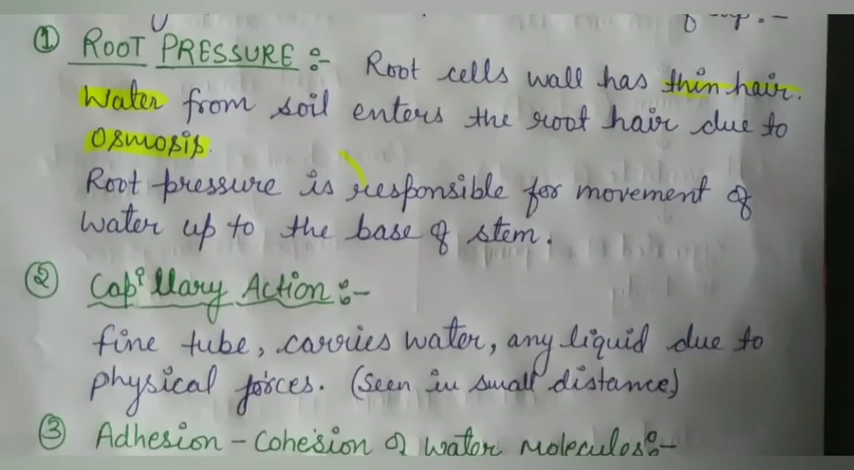 ① ROOT PRESSURE :- Root cells wall has thin hair.
Water from soil enters the root hair due to
Osmosis.
Root pressure is responsible for movement of
water up to the base of stem.
② Capillary Action :-
fine tube, carries water, any liquid due to
physical forces. (seen in small distance)
③ Adhesion - Cohesion of water molecules :-